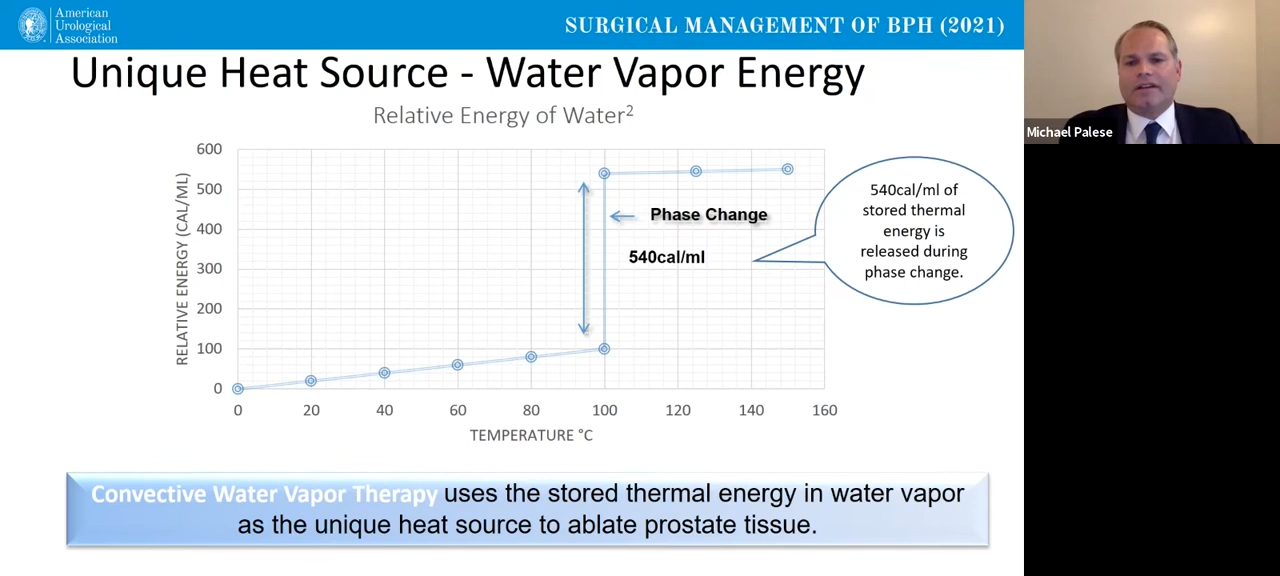 American
Urological
Association
SURGICAL MANAGEMENT OF BPH (2021)
Unique Heat Source - Water Vapor Energy
Relative Energy of Water²
RELATIVE ENERGY (CAL/ML)
600
500
400
300
200
100
0
0 20 40 60 80 100 120 140 160
TEMPERATURE °C
Phase Change
540cal/ml
540cal/ml of
stored thermal
energy is
released during
phase change.
Convective Water Vapor Therapy uses the stored thermal energy in water vapor
as the unique heat source to ablate prostate tissue.
Michael Palese